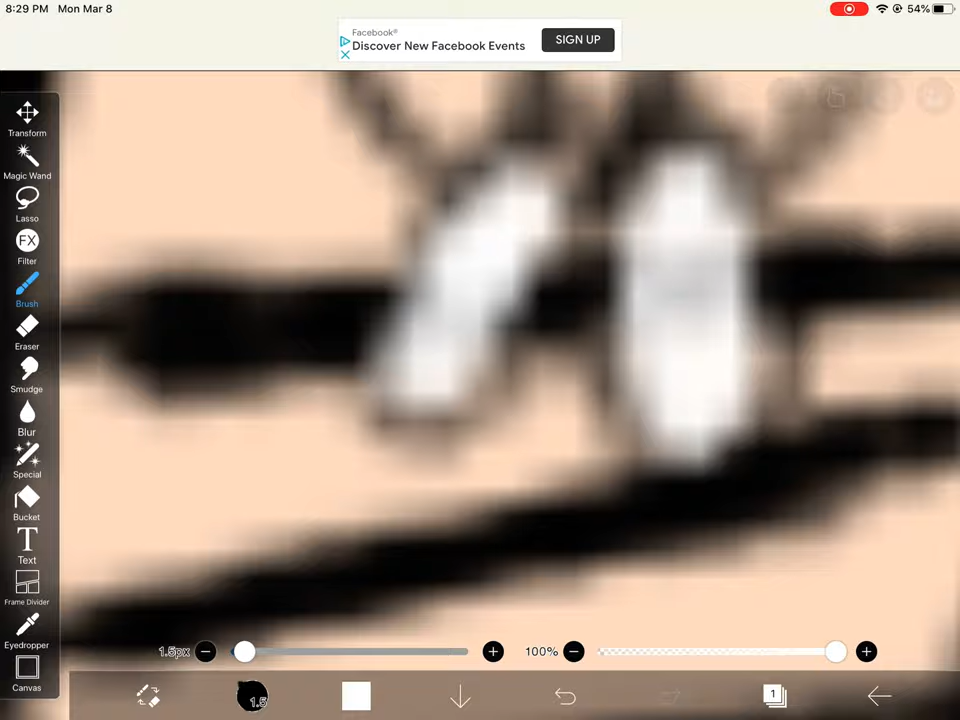 8:29 PM Mon Mar 8
54%
Facebook®
Discover New Facebook Events
SIGN UP
Transform
Magic Wand
Lasso
FX
Filter
Brush
Eraser
Smudge
Blur
Special
Bucket
T
Text
Frame Divider
Eyedropper
Canvas
1.5px
100%
1.5
1